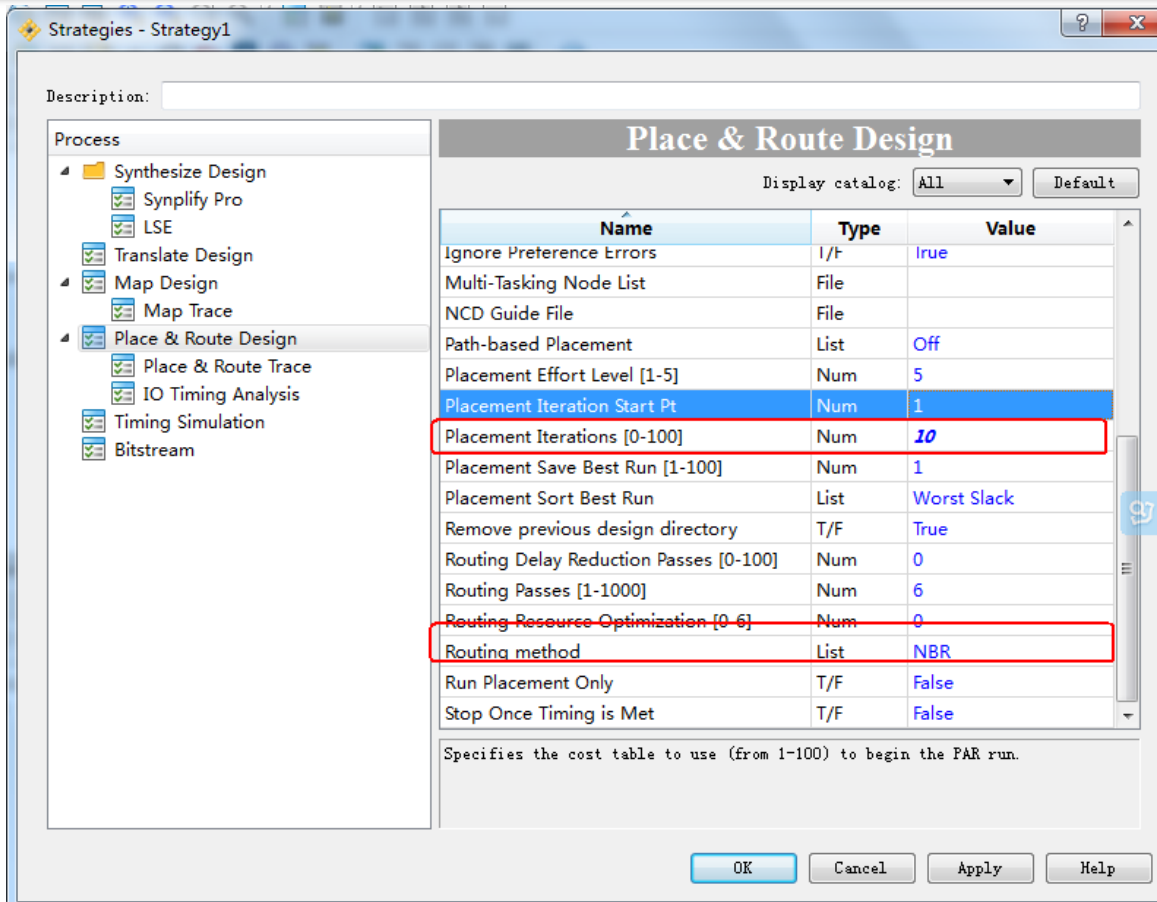 Strategies - Strategy1
Description:
Process
Synthesize Design
Synplify Pro
LSE
Translate Design
Map Design
Map Trace
Place & Route Design
Place & Route Trace
IO Timing Analysis
Timing Simulation
Bitstream
Place & Route Design
Display catalog: All Default
Name Type Value
Ignore Preference Errors T/F True
Multi-Tasking Node List File
NCD Guide File File
Path-based Placement List Off
Placement Effort Level [1-5] Num 5
Placement Iteration Start Pt Num 1
Placement Iterations [0-100] Num 10
Placement Save Best Run [1-100] Num 1
Placement Sort Best Run List Worst Slack
Remove previous design directory T/F True
Routing Delay Reduction Passes [0-100] Num 0
Routing Passes [1-1000] Num 6
Routing Resource Optimization [0-6] Num 0
Routing method List NBR
Run Placement Only T/F False
Stop Once Timing is Met T/F False
Specifies the cost table to use (from 1-100) to begin the PAR run.
OK Cancel Apply Help